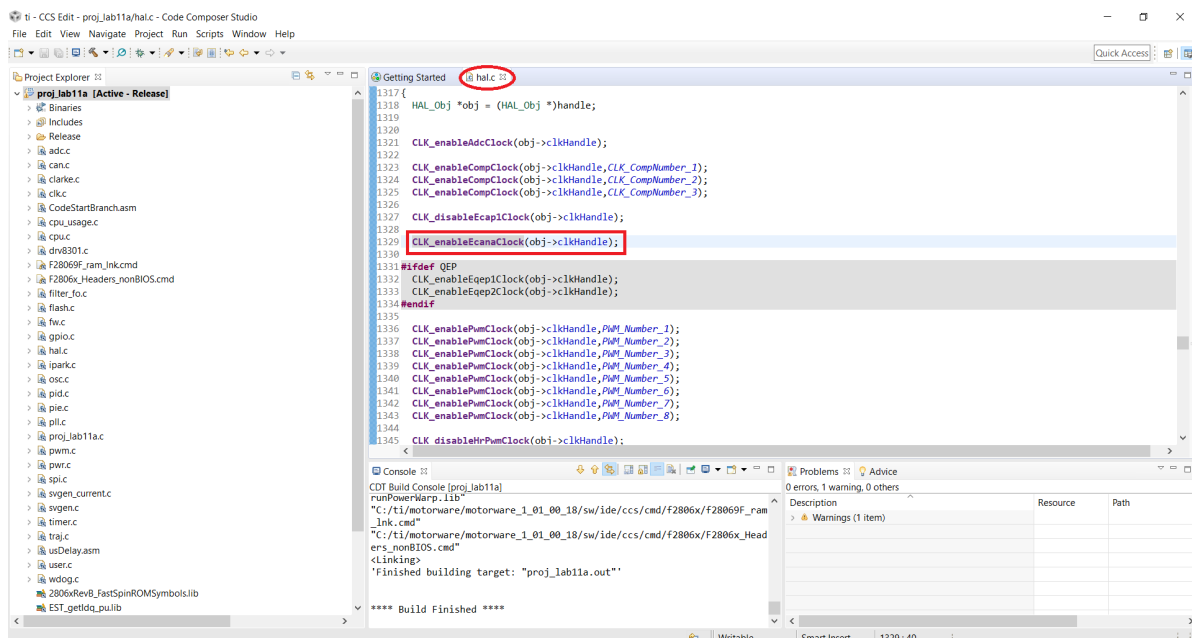 ti - CCS Edit - proj_lab11a/hal.c - Code Composer Studio
File Edit View Navigate Project Run Scripts Window Help
Quick Access
Project Explorer
proj_lab11a [Active - Release]
Binaries
Includes
Release
adc.c
can.c
clarke.c
clk.c
CodeStartBranch.asm
cpu_usage.c
cpu.c
drv8301.c
F28069F_ram_lnk.cmd
F2806x_Headers_nonBIOS.cmd
filter_fo.c
flash.c
fw.c
gpio.c
hal.c
ipark.c
osc.c
pid.c
pie.c
pll.c
proj_lab11a.c
pwm.c
pwr.c
spi.c
svgen_current.c
svgen.c
timer.c
traj.c
usDelay.asm
user.c
wdog.c
2806xRevB_FastSpinROMSymbols.lib
EST_getIdq_pu.lib
Getting Started hal.c
1317 {
1318 HAL_Obj *obj = (HAL_Obj *)handle;
1319
1320
1321 CLK_enableAdcClock(obj->clkHandle);
1322
1323 CLK_enableCompClock(obj->clkHandle,CLK_CompNumber_1);
1324 CLK_enableCompClock(obj->clkHandle,CLK_CompNumber_2);
1325 CLK_enableCompClock(obj->clkHandle,CLK_CompNumber_3);
1326
1327 CLK_disableEcap1Clock(obj->clkHandle);
1328
1329 CLK_enableEcanaClock(obj->clkHandle);
1330
1331 #ifdef QEP
1332 CLK_enableEqep1Clock(obj->clkHandle);
1333 CLK_enableEqep2Clock(obj->clkHandle);
1334 #endif
1335
1336 CLK_enablePwmClock(obj->clkHandle,PWM_Number_1);
1337 CLK_enablePwmClock(obj->clkHandle,PWM_Number_2);
1338 CLK_enablePwmClock(obj->clkHandle,PWM_Number_3);
1339 CLK_enablePwmClock(obj->clkHandle,PWM_Number_4);
1340 CLK_enablePwmClock(obj->clkHandle,PWM_Number_5);
1341 CLK_enablePwmClock(obj->clkHandle,PWM_Number_6);
1342 CLK_enablePwmClock(obj->clkHandle,PWM_Number_7);
1343 CLK_enablePwmClock(obj->clkHandle,PWM_Number_8);
1344
1345 CLK_disableHrPwmClock(obj->clkHandle);
Console
CDT Build Console [proj_lab11a]
runPowerWarp.lib"
"C:/ti/motorware/motorware_1_01_00_18/sw/ide/ccs/cmd/f2806x/f28069F_ram
_lnk.cmd"
"C:/ti/motorware/motorware_1_01_00_18/sw/ide/ccs/cmd/f2806x/F2806x_Head
ers_nonBIOS.cmd"
<Linking>
'Finished building target: "proj_lab11a.out"'
**** Build Finished ****
Problems Advice
0 errors, 1 warning, 0 others
Description Resource Path
Warnings (1 item)
Writable Smart Insert 1329 : 40